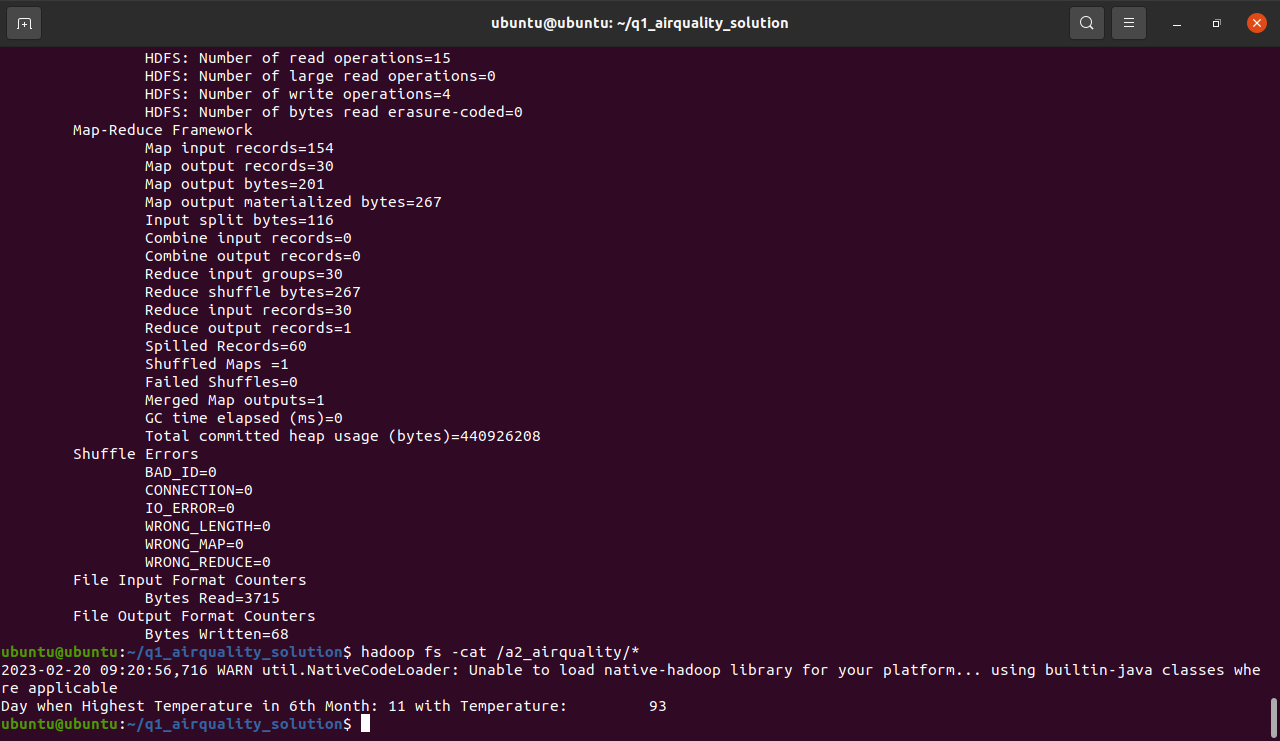 ubuntu@ubuntu: ~/q1_airquality_solution
HDFS: Number of read operations=15
HDFS: Number of large read operations=0
HDFS: Number of write operations=4
HDFS: Number of bytes read erasure-coded=0
Map-Reduce Framework
Map input records=154
Map output records=30
Map output bytes=201
Map output materialized bytes=267
Input split bytes=116
Combine input records=0
Combine output records=0
Reduce input groups=30
Reduce shuffle bytes=267
Reduce input records=30
Reduce output records=1
Spilled Records=60
Shuffled Maps =1
Failed Shuffles=0
Merged Map outputs=1
GC time elapsed (ms)=0
Total committed heap usage (bytes)=440926208
Shuffle Errors
BAD_ID=0
CONNECTION=0
IO_ERROR=0
WRONG_LENGTH=0
WRONG_MAP=0
WRONG_REDUCE=0
File Input Format Counters
Bytes Read=3715
File Output Format Counters
Bytes Written=68
ubuntu@ubuntu:~/q1_airquality_solution$ hadoop fs -cat /a2_airquality/*
2023-02-20 09:20:56,716 WARN util.NativeCodeLoader: Unable to load native-hadoop library for your platform... using builtin-java classes whe
re applicable
Day when Highest Temperature in 6th Month: 11 with Temperature: 93
ubuntu@ubuntu:~/q1_airquality_solution$